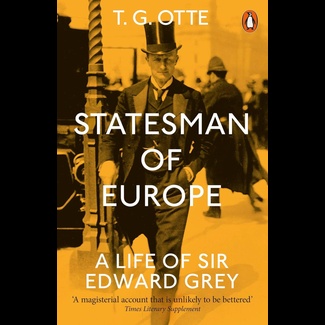 T. G. OTTE
STATESMAN
OF
EUROPE
A LIFE OF SIR
EDWARD GREY
‘A magisterial account that is unlikely to be bettered’
Times Literary Supplement